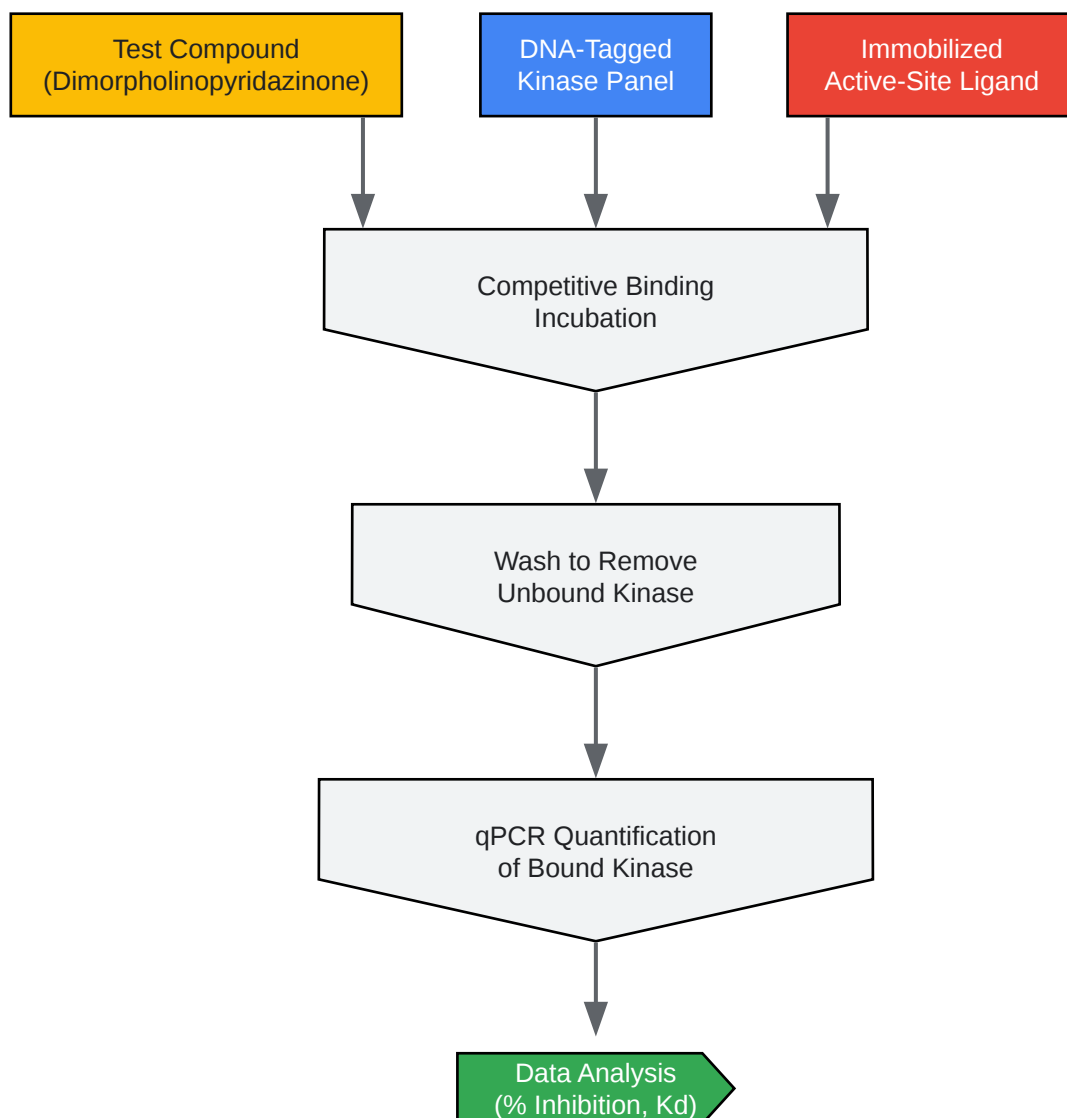 Test Compound
(Dimorpholinopyridazinone)
DNA-Tagged
Kinase Panel
Immobilized
Active-Site Ligand
Competitive Binding
Incubation
Wash to Remove
Unbound Kinase
qPCR Quantification
of Bound Kinase
Data Analysis
(% Inhibition, Kd)